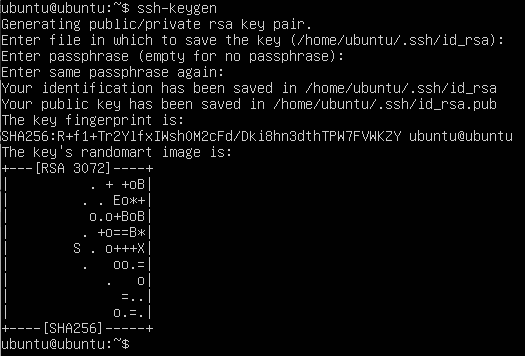 ubuntu@ubuntu:~$ ssh-keygen
Generating public/private rsa key pair.
Enter file in which to save the key (/home/ubuntu/.ssh/id_rsa):
Enter passphrase (empty for no passphrase):
Enter same passphrase again:
Your identification has been saved in /home/ubuntu/.ssh/id_rsa
Your public key has been saved in /home/ubuntu/.ssh/id_rsa.pub
The key fingerprint is:
SHA256:R+f1+Tr2YlfxIWshOM2cFd/Dki8hn3dthTPW7FVWKZY ubuntu@ubuntu
The key's randomart image is:
+---[RSA 3072]----+
|          . + +oB|
|         . . Eo*+|
|          o.o+BoB|
|         . +o==B*|
|        S . o+++X|
|         .   oo.=|
|            .   o|
|              =..|
|             o.=.|
+----[SHA256]-----+
ubuntu@ubuntu:~$